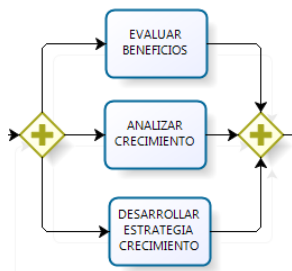 EVALUAR
BENEFICIOS
ANALIZAR
CRECIMIENTO
DESARROLLAR
ESTRATEGIA
CRECIMIENTO